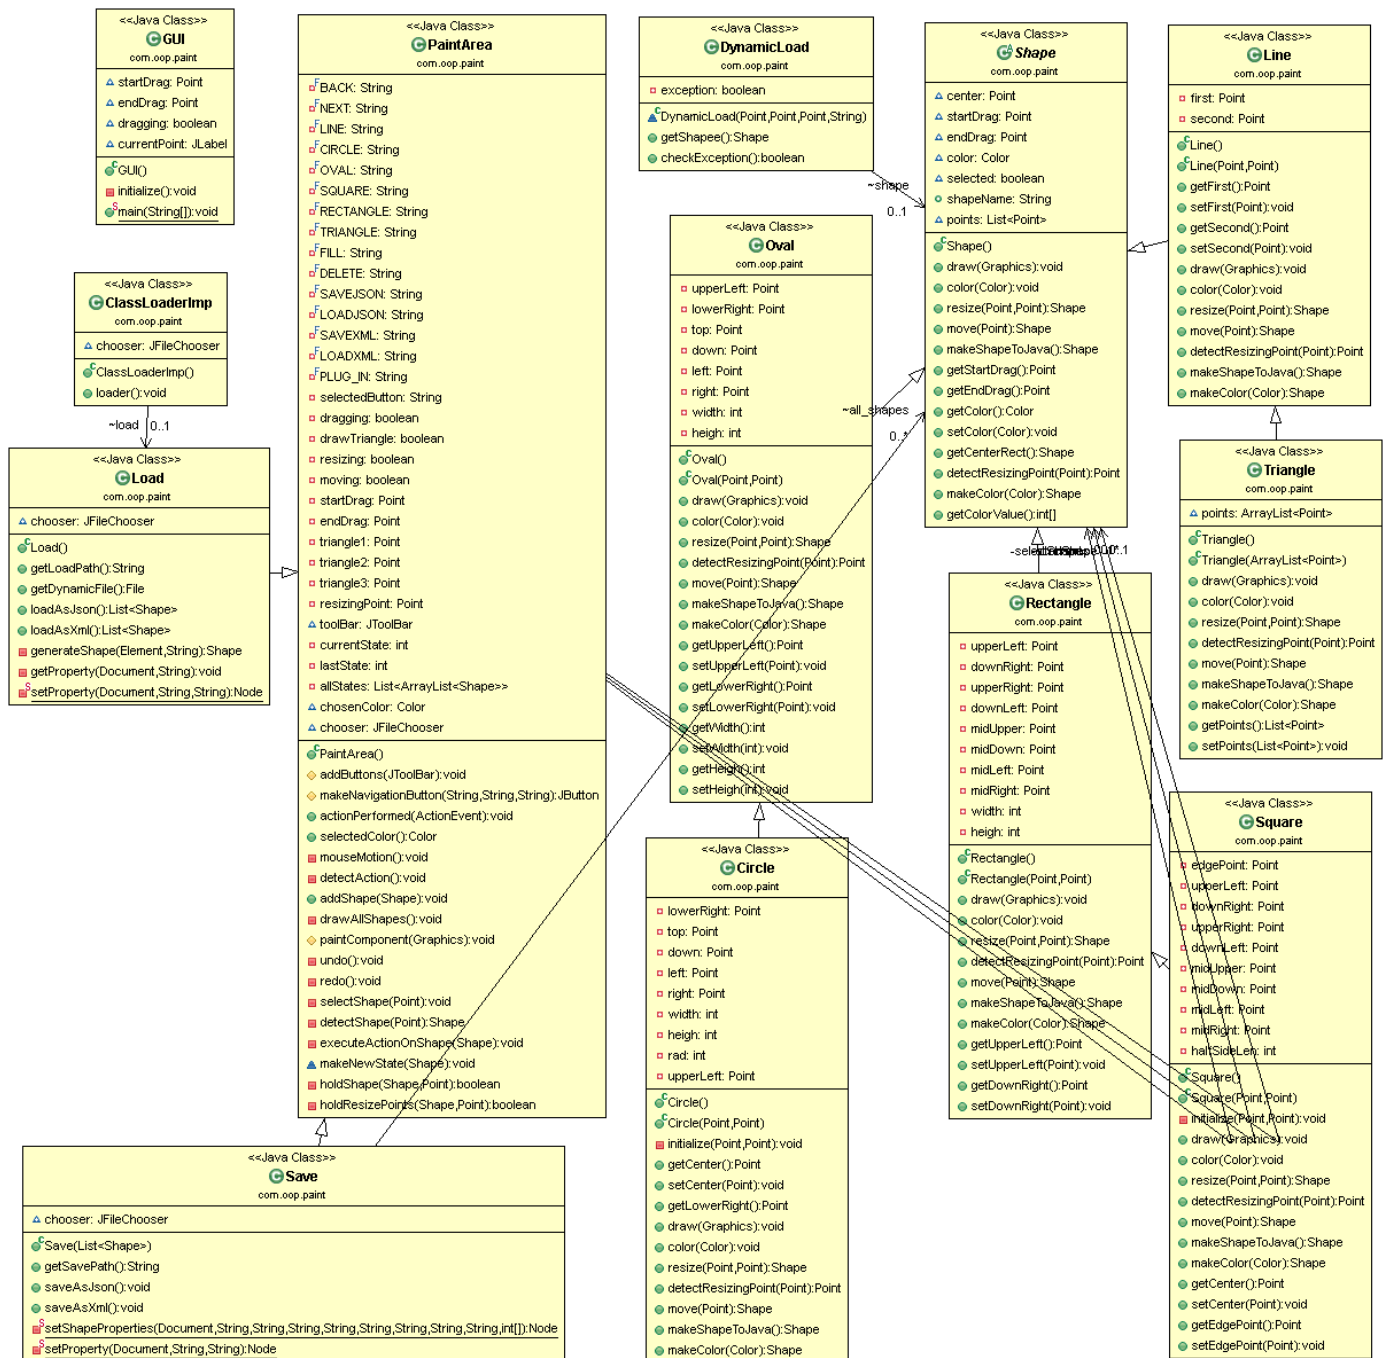 <<Java Class>>
GUI
com.oop.paint
startDrag: Point
endDrag: Point
dragging: boolean
currentPoint: JLabel
GUI()
initialize():void
main(String[]):void
<<Java Class>>
ClassLoaderImp
com.oop.paint
chooser: JFileChooser
ClassLoaderImp()
loader():void
~load
0..1
<<Java Class>>
Load
com.oop.paint
chooser: JFileChooser
Load()
getLoadPath():String
getDynamicFile():File
loadAsJson():List<Shape>
loadAsXml():List<Shape>
generateShape(Element,String):Shape
getProperty(Document,String):void
setProperty(Document,String,String):Node
<<Java Class>>
PaintArea
com.oop.paint
BACK: String
NEXT: String
LINE: String
CIRCLE: String
OVAL: String
SQUARE: String
RECTANGLE: String
TRIANGLE: String
FILL: String
DELETE: String
SAVEJSON: String
LOADJSON: String
SAVEXML: String
LOADXML: String
PLUG_IN: String
selectedButton: String
dragging: boolean
drawTriangle: boolean
resizing: boolean
moving: boolean
startDrag: Point
endDrag: Point
triangle1: Point
triangle2: Point
triangle3: Point
resizingPoint: Point
toolBar: JToolBar
currentState: int
lastState: int
allStates: List<ArrayList<Shape>>
chosenColor: Color
chooser: JFileChooser
PaintArea()
addButtons(JToolBar):void
makeNavigationButton(String,String,String):JButton
actionPerformed(ActionEvent):void
selectedColor():Color
mouseMotion():void
detectAction():void
addShape(Shape):void
drawAllShapes():void
paintComponent(Graphics):void
undo():void
redo():void
selectShape(Point):void
detectShape(Point):Shape
executeActionOnShape(Shape):void
makeNewState(Shape):void
holdShape(Shape,Point):boolean
holdResizePoints(Shape,Point):boolean
<<Java Class>>
Save
com.oop.paint
chooser: JFileChooser
Save(List<Shape>)
getSavePath():String
saveAsJson():void
saveAsXml():void
setShapeProperties(Document,String,String,String,String,String,String,String,String,int[]):Node
setProperty(Document,String,String):Node
<<Java Class>>
DynamicLoad
com.oop.paint
exception: boolean
DynamicLoad(Point,Point,Point,String)
getShapee():Shape
checkException():boolean
~shape
0..1
<<Java Class>>
Oval
com.oop.paint
upperLeft: Point
lowerRight: Point
top: Point
down: Point
left: Point
right: Point
width: int
heigh: int
Oval()
Oval(Point,Point)
draw(Graphics):void
color(Color):void
resize(Point,Point):Shape
detectResizingPoint(Point):Point
move(Point):Shape
makeShapeToJava():Shape
makeColor(Color):Shape
getUpperLeft():Point
setUpperLeft(Point):void
getLowerRight():Point
setLowerRight(Point):void
getWidth():int
setWidth(int):void
getHeigh():int
setHeigh(int):void
~all_shapes
0..*
<<Java Class>>
Circle
com.oop.paint
lowerRight: Point
top: Point
down: Point
left: Point
right: Point
width: int
heigh: int
rad: int
upperLeft: Point
Circle()
Circle(Point,Point)
initialize(Point,Point):void
getCenter():Point
setCenter(Point):void
getLowerRight():Point
draw(Graphics):void
color(Color):void
resize(Point,Point):Shape
detectResizingPoint(Point):Point
move(Point):Shape
makeShapeToJava():Shape
makeColor(Color):Shape
<<Java Class>>
Shape
com.oop.paint
center: Point
startDrag: Point
endDrag: Point
color: Color
selected: boolean
shapeName: String
points: List<Point>
Shape()
draw(Graphics):void
color(Color):void
resize(Point,Point):Shape
move(Point):Shape
makeShapeToJava():Shape
getStartDrag():Point
getEndDrag():Point
getColor():Color
setColor(Color):void
getCenterRect():Shape
detectResizingPoint(Point):Point
makeColor(Color):Shape
getColorValue():int[]
<<Java Class>>
Rectangle
com.oop.paint
upperLeft: Point
downRight: Point
upperRight: Point
downLeft: Point
midUpper: Point
midDown: Point
midLeft: Point
midRight: Point
width: int
heigh: int
Rectangle()
Rectangle(Point,Point)
draw(Graphics):void
color(Color):void
resize(Point,Point):Shape
detectResizingPoint(Point):Point
move(Point):Shape
makeShapeToJava():Shape
makeColor(Color):Shape
getUpperLeft():Point
setUpperLeft(Point):void
getDownRight():Point
setDownRight(Point):void
<<Java Class>>
Line
com.oop.paint
first: Point
second: Point
Line()
Line(Point,Point)
getFirst():Point
setFirst(Point):void
getSecond():Point
setSecond(Point):void
draw(Graphics):void
color(Color):void
resize(Point,Point):Shape
move(Point):Shape
detectResizingPoint(Point):Point
makeShapeToJava():Shape
makeColor(Color):Shape
<<Java Class>>
Triangle
com.oop.paint
points: ArrayList<Point>
Triangle()
Triangle(ArrayList<Point>)
draw(Graphics):void
color(Color):void
resize(Point,Point):Shape
detectResizingPoint(Point):Point
move(Point):Shape
makeShapeToJava():Shape
makeColor(Color):Shape
getPoints():List<Point>
setPoints(List<Point>):void
<<Java Class>>
Square
com.oop.paint
edgePoint: Point
upperLeft: Point
downRight: Point
upperRight: Point
downLeft: Point
midUpper: Point
midDown: Point
midLeft: Point
midRight: Point
halfSideLen: int
Square()
Square(Point,Point)
initialize(Point,Point):void
draw(Graphics):void
color(Color):void
resize(Point,Point):Shape
detectResizingPoint(Point):Point
move(Point):Shape
makeShapeToJava():Shape
makeColor(Color):Shape
getCenter():Point
setCenter(Point):void
getEdgePoint():Point
setEdgePoint(Point):void